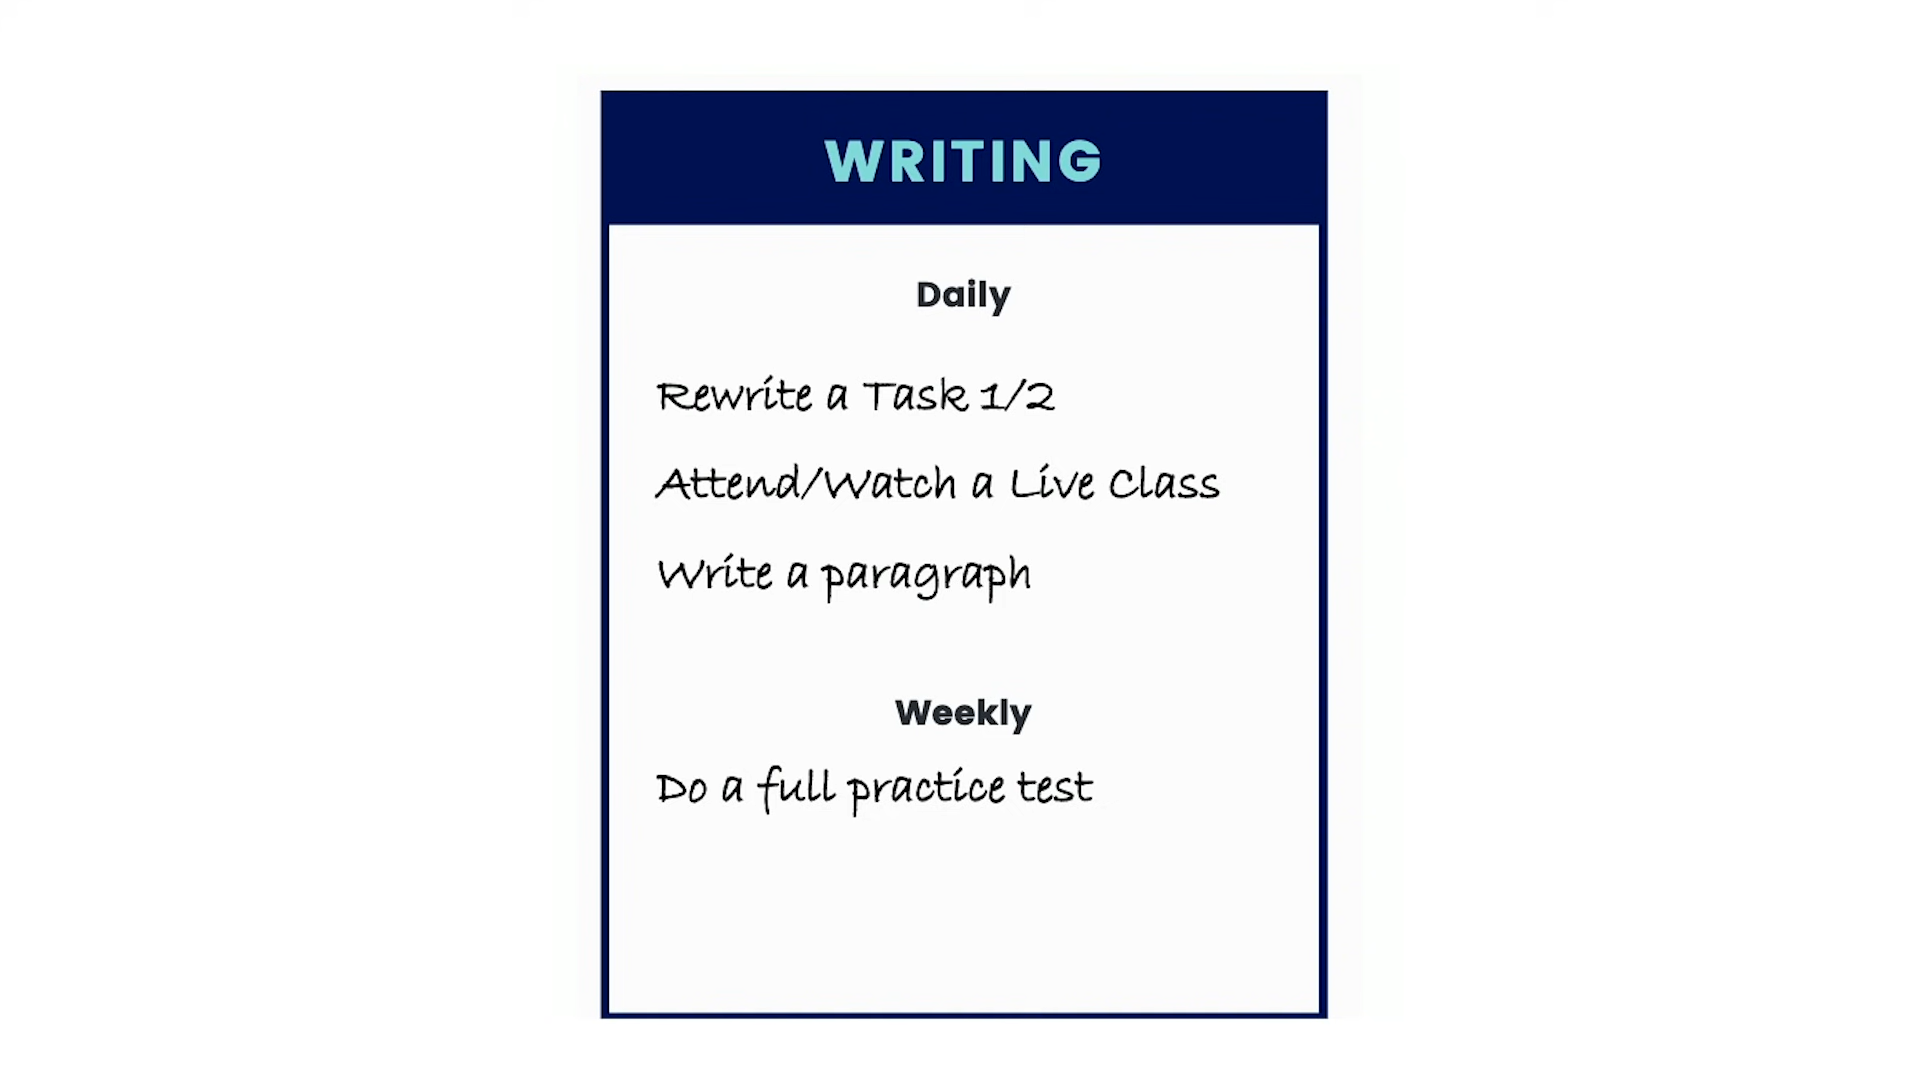 WRITING
Daily
Rewrite a Task 1/2
Attend/Watch a Live Class
Write a paragraph
Weekly
Do a full practice test